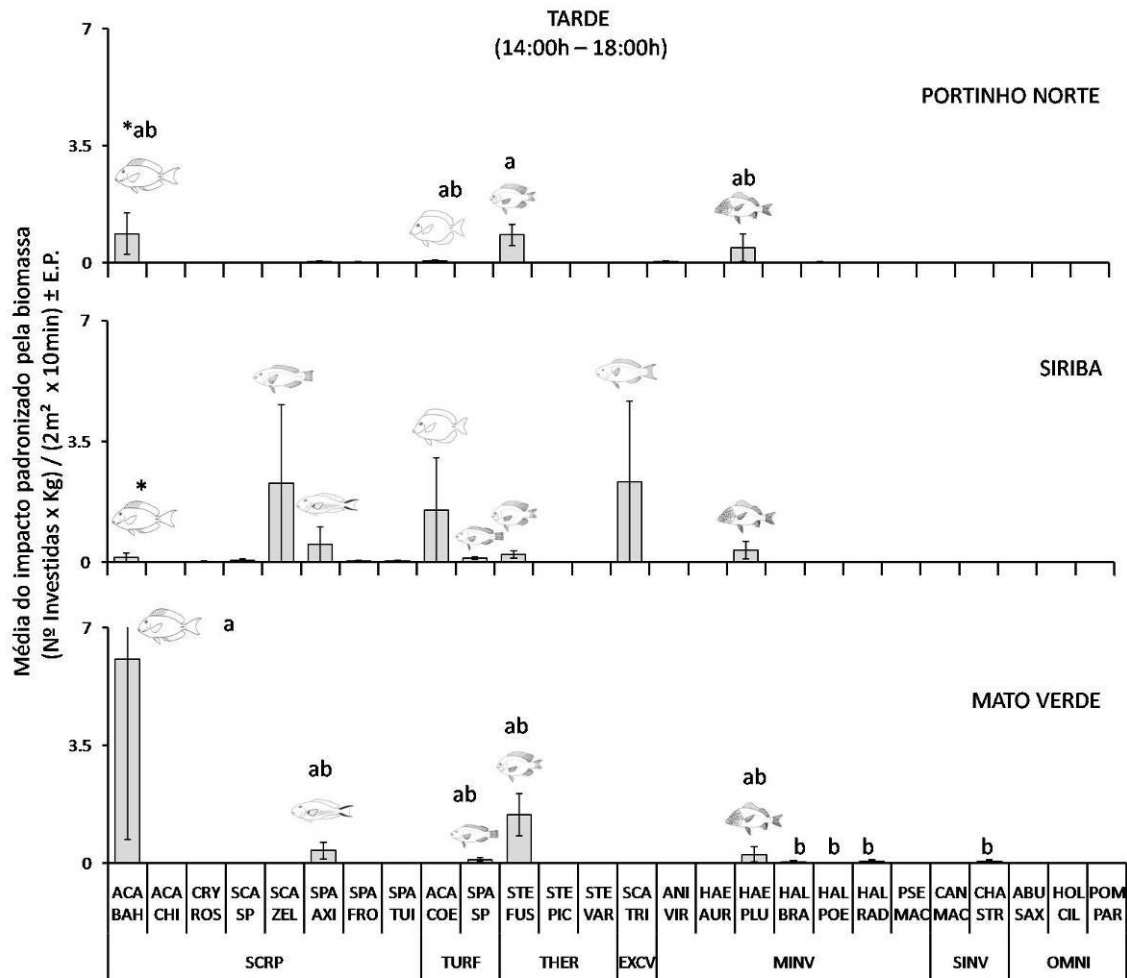 TARDE
(14:00h – 18:00h)
Média do impacto padronizado pela biomassa
(Nº Investidas x Kg) / (2m² x 10min) ± E.P.
7
PORTINHO NORTE
3.5
*ab
ab
a
ab
0
7
SIRIBA
3.5
*
0
7
a
MATO VERDE
3.5
ab
ab
ab
ab
b
b
b
b
0
ACA ACA CRY SCA SCA SPA SPA SPA ACA SPA STE STE STE SCA ANI HAE HAE HAL HAL HAL PSE CAN CHA ABU HOL POM
BAH CHI ROS SP ZEL AXI FRO TUI COE SP FUS PIC VAR TRI VIR AUR PLU BRA POE RAD MAC MAC STR SAX CIL PAR
SCRP TURF THER EXCV MINV SINV OMNI